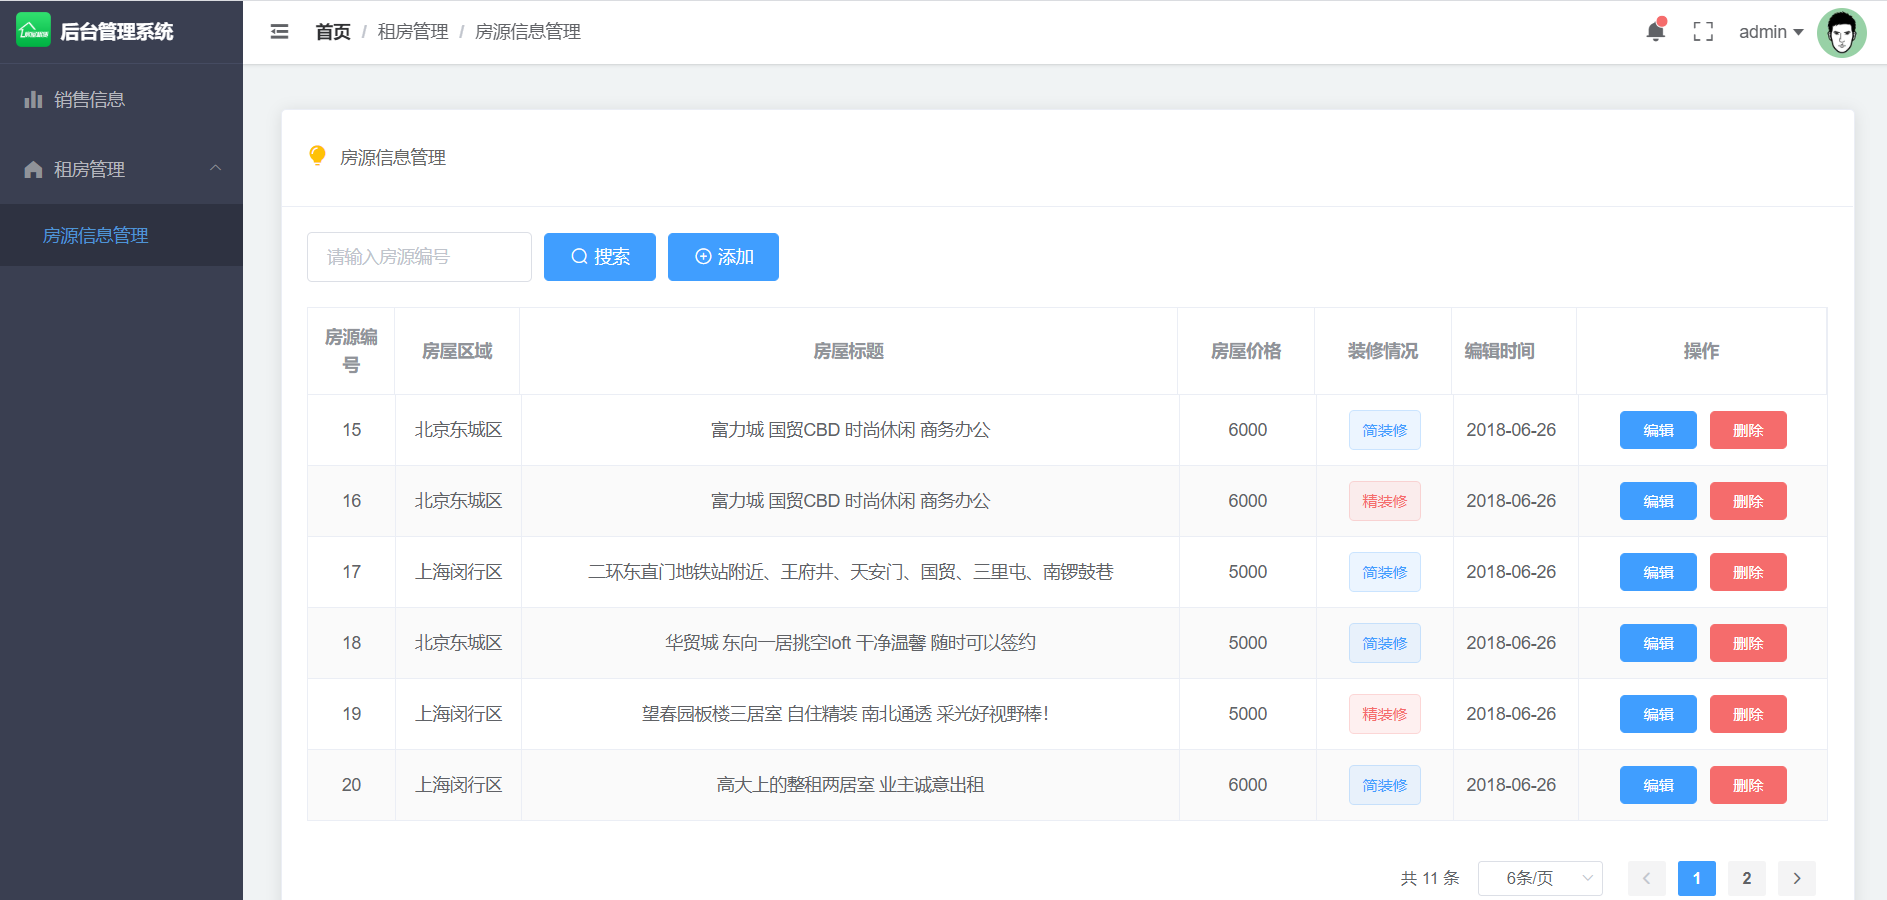 后台管理系统
首页 / 租房管理 / 房源信息管理
admin
销售信息
租房管理
房源信息管理
房源信息管理
请输入房源编号 搜索 添加
房源编号 房屋区域 房屋标题 房屋价格 装修情况 编辑时间 操作
15 北京东城区 富力城 国贸CBD 时尚休闲 商务办公 6000 简装修 2018-06-26 编辑 删除
16 北京东城区 富力城 国贸CBD 时尚休闲 商务办公 6000 精装修 2018-06-26 编辑 删除
17 上海闵行区 二环东直门地铁站附近、王府井、天安门、国贸、三里屯、南锣鼓巷 5000 简装修 2018-06-26 编辑 删除
18 北京东城区 华贸城 东向一居挑空loft 干净温馨 随时可以签约 5000 简装修 2018-06-26 编辑 删除
19 上海闵行区 望春园板楼三居室 自住精装 南北通透 采光好视野棒! 5000 精装修 2018-06-26 编辑 删除
20 上海闵行区 高大上的整租两居室 业主诚意出租 6000 简装修 2018-06-26 编辑 删除
共 11 条 6条/页 1 2